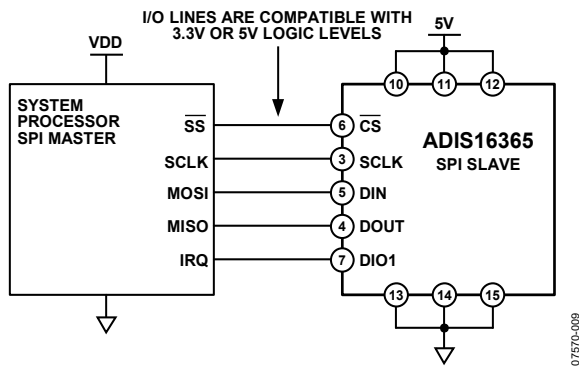 I/O LINES ARE COMPATIBLE WITH
3.3V OR 5V LOGIC LEVELS
VDD
5V
10 11 12
SYSTEM
PROCESSOR
SPI MASTER
ADIS16365
SPI SLAVE
SS 6 CS
SCLK 3 SCLK
MOSI 5 DIN
MISO 4 DOUT
IRQ 7 DIO1
13 14 15
07570-009